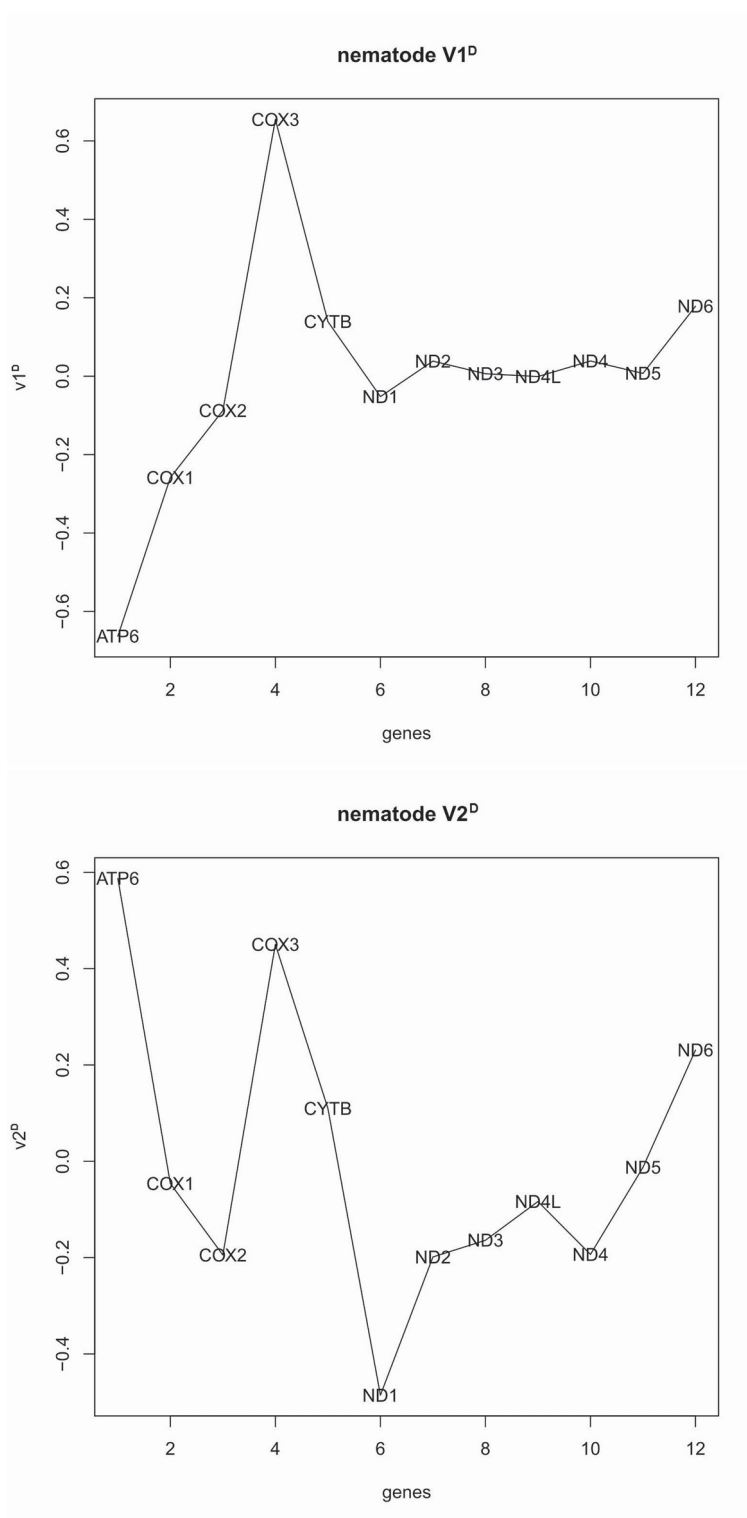 nematode V1ᴰ
v1ᴰ
0.6
0.4
0.2
0.0
−0.2
−0.4
−0.6
COX3
CYTB
ND6
ND2
ND3
ND4L
ND4
ND5
ND1
COX2
COX1
ATP6
2 4 6 8 10 12
genes
nematode V2ᴰ
v2ᴰ
0.6
0.4
0.2
0.0
−0.2
−0.4
ATP6
COX3
CYTB
ND6
COX1
ND5
ND4L
ND3
COX2
ND2
ND4
ND1
2 4 6 8 10 12
genes